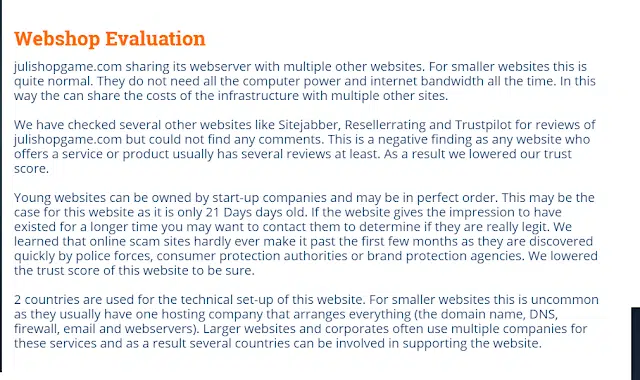 Webshop Evaluation
julishopgame.com sharing its webserver with multiple other websites. For smaller websites this is
quite normal. They do not need all the computer power and internet bandwidth all the time. In this
way the can share the costs of the infrastructure with multiple other sites.
We have checked several other websites like Sitejabber, Resellerrating and Trustpilot for reviews of
julishopgame.com but could not find any comments. This is a negative finding as any website who
offers a service or product usually has several reviews at least. As a result we lowered our trust
score.
Young websites can be owned by start-up companies and may be in perfect order. This may be the
case for this website as it is only 21 Days days old. If the website gives the impression to have
existed for a longer time you may want to contact them to determine if they are really legit. We
learned that online scam sites hardly ever make it past the first few months as they are discovered
quickly by police forces, consumer protection authorities or brand protection agencies. We lowered
the trust score of this website to be sure.
2 countries are used for the technical set-up of this website. For smaller websites this is uncommon
as they usually have one hosting company that arranges everything (the domain name, DNS,
firewall, email and webservers). Larger websites and corporates often use multiple companies for
these services and as a result several countries can be involved in supporting the website.